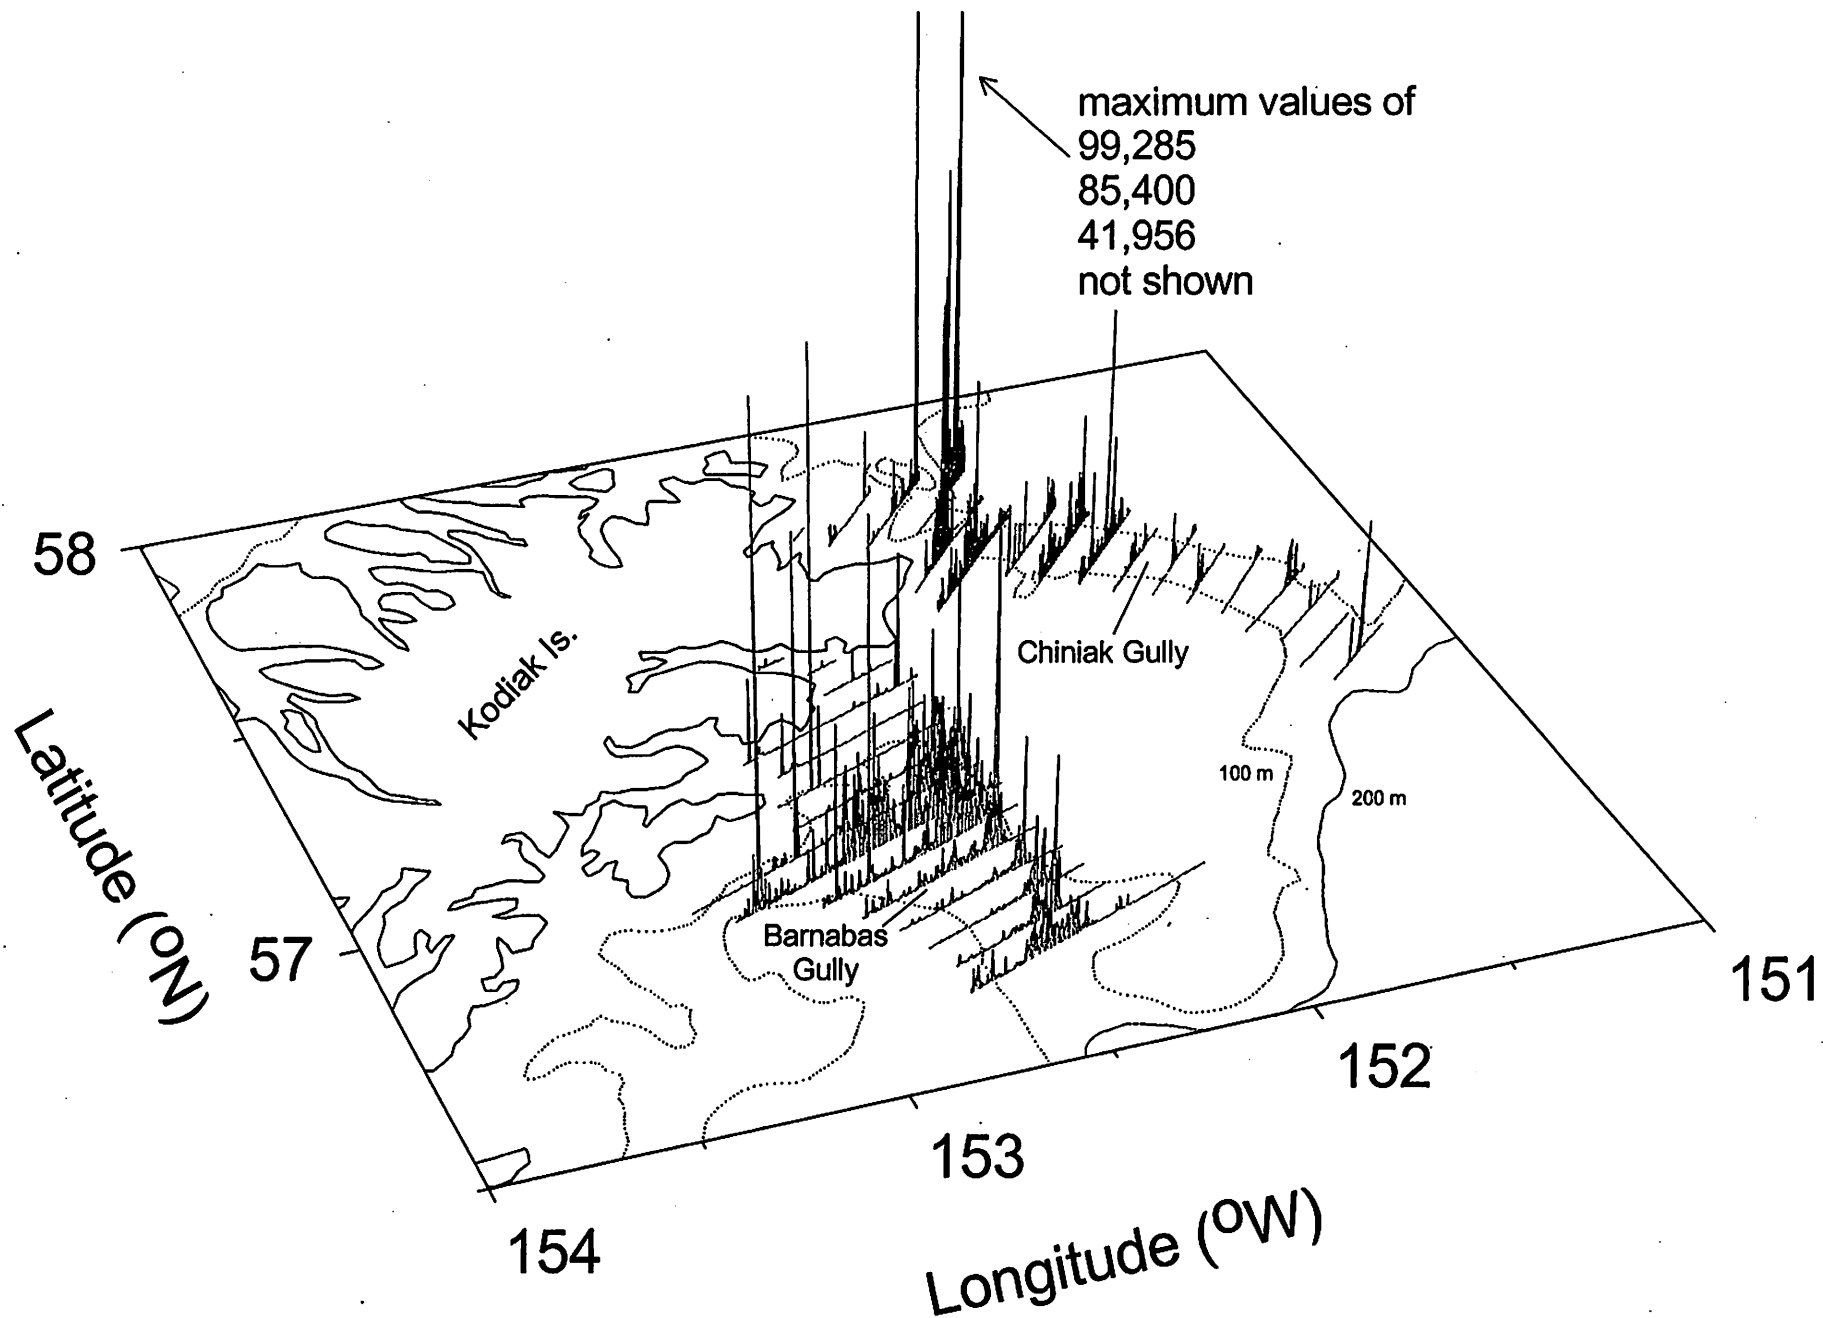 maximum values of
99,285
85,400
41,956
not shown
58
Kodiak Is.
Chiniak Gully
100 m
200 m
Latitude (oN)
57
Barnabas
Gully
151
152
153
154
Longitude (oW)